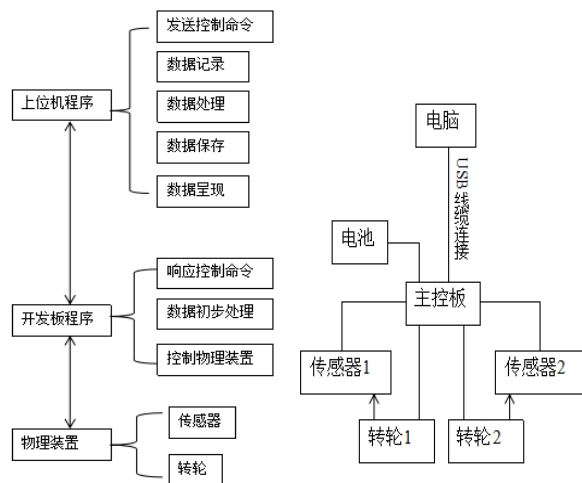 发送控制命令
数据记录
上位机程序
数据处理
数据保存
数据呈现
响应控制命令
开发板程序
数据初步处理
控制物理装置
传感器
物理装置
转轮
电脑
USB 线缆连接
电池
主控板
传感器1
传感器2
转轮1
转轮2